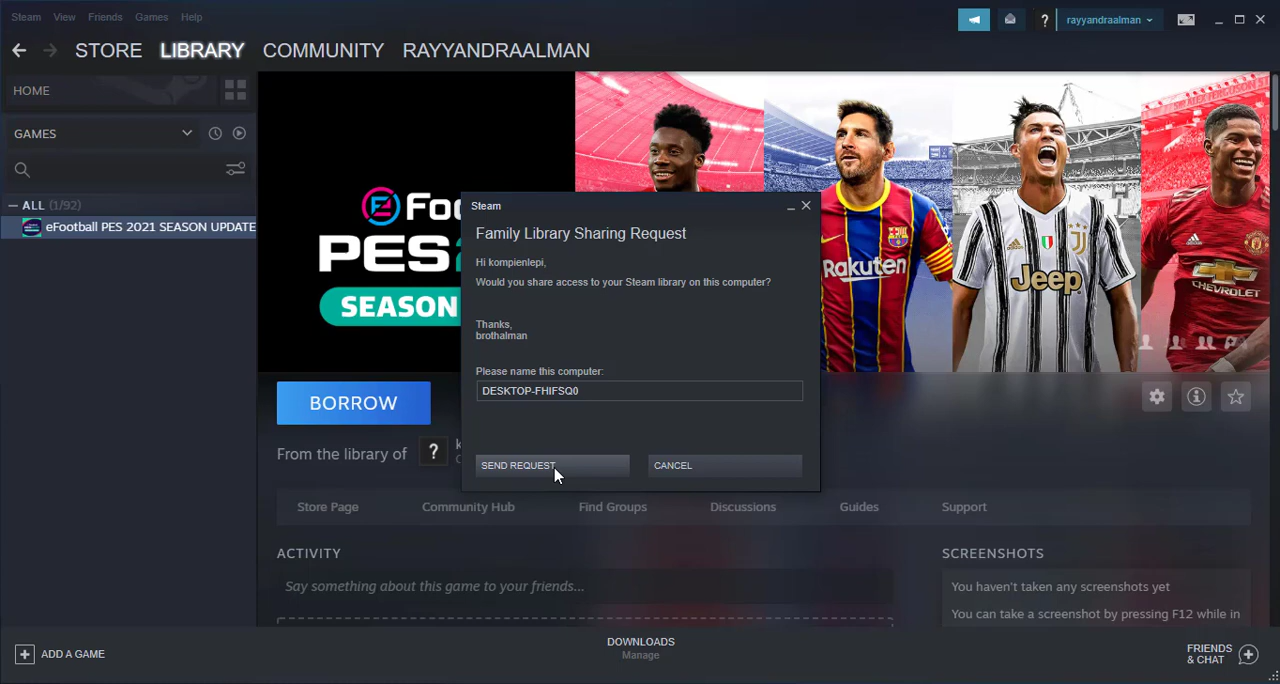 Steam View Friends Games Help
rayyandraalman
STORE LIBRARY COMMUNITY RAYYANDRAALMAN
HOME
GAMES
ALL (1/92)
eFootball PES 2021 SEASON UPDATE
Foo
PES2
SEASON
Rakuten
Jeep
CHEVROLET
Steam
Family Library Sharing Request
Hi kompienlepi,
Would you share access to your Steam library on this computer?
Thanks,
brothalman
Please name this computer:
DESKTOP-FHIFSQ0
SEND REQUEST
CANCEL
BORROW
From the library of
Store Page Community Hub Find Groups Discussions Guides Support
ACTIVITY
Say something about this game to your friends...
SCREENSHOTS
You haven't taken any screenshots yet
You can take a screenshot by pressing F12 while in
ADD A GAME
DOWNLOADS
Manage
FRIENDS
& CHAT